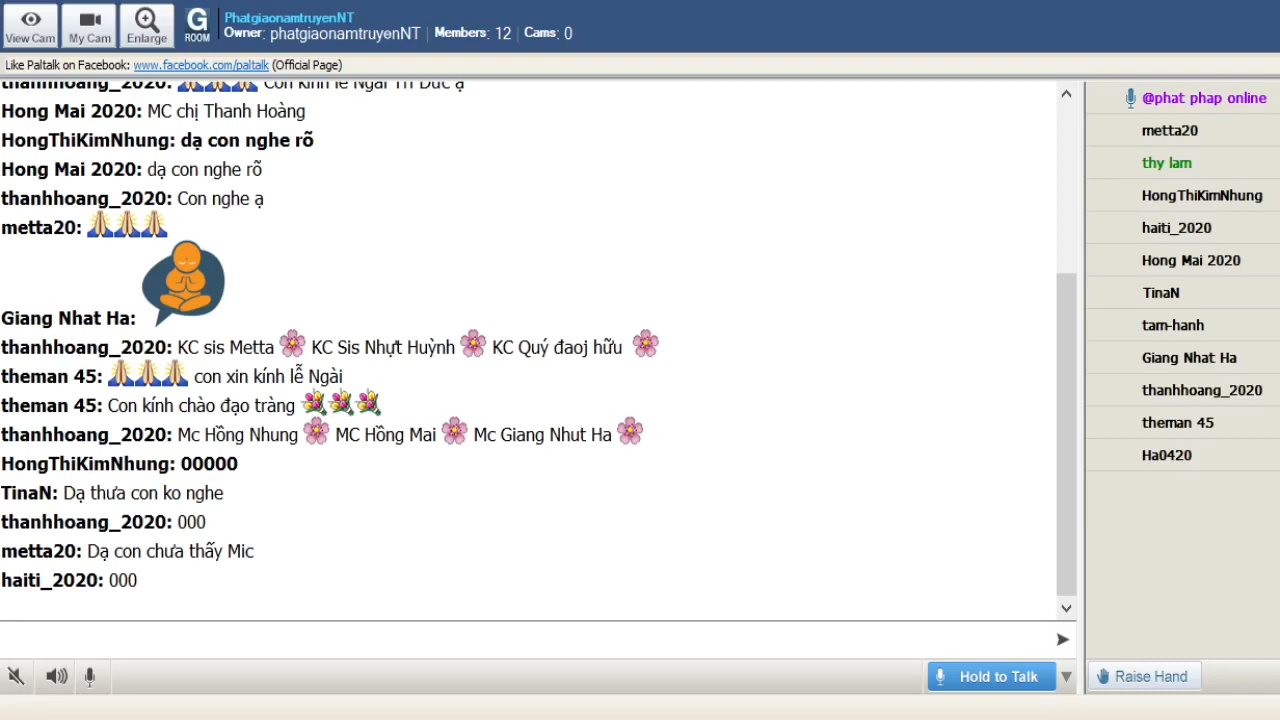 View Cam
My Cam
Enlarge
G
ROOM
PhatgiaonamtruyenNT
Owner: phatgiaonamtruyenNT | Members: 12 | Cams: 0
Like Paltalk on Facebook: www.facebook.com/paltalk (Official Page)
thanhhoang_2020: Con kính lễ Ngài Trí Đức ạ
Hong Mai 2020: MC chị Thanh Hoàng
HongThiKimNhung: dạ con nghe rõ
Hong Mai 2020: dạ con nghe rõ
thanhhoang_2020: Con nghe ạ
metta20:
Giang Nhat Ha:
thanhhoang_2020: KC sis Metta KC Sis Nhựt Huỳnh KC Quý đaoj hữu
theman 45: con xin kính lễ Ngài
theman 45: Con kính chào đạo tràng
thanhhoang_2020: Mc Hồng Nhung MC Hồng Mai Mc Giang Nhut Ha
HongThiKimNhung: 00000
TinaN: Dạ thưa con ko nghe
thanhhoang_2020: 000
metta20: Dạ con chưa thấy Mic
haiti_2020: 000
Hold to Talk
@phat phap online
metta20
thy lam
HongThiKimNhung
haiti_2020
Hong Mai 2020
TinaN
tam-hanh
Giang Nhat Ha
thanhhoang_2020
theman 45
Ha0420
Raise Hand